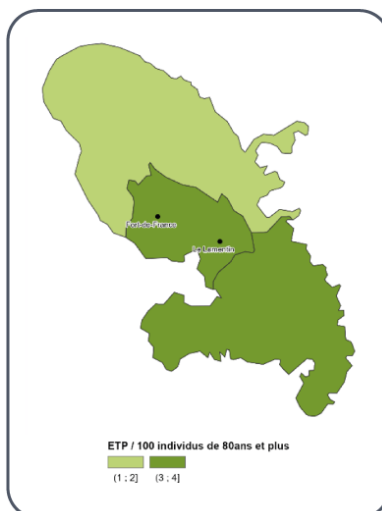 Fort-de-France
Le Lamentin
ETP / 100 individus de 80ans et plus
(1 ; 2] (3 ; 4]